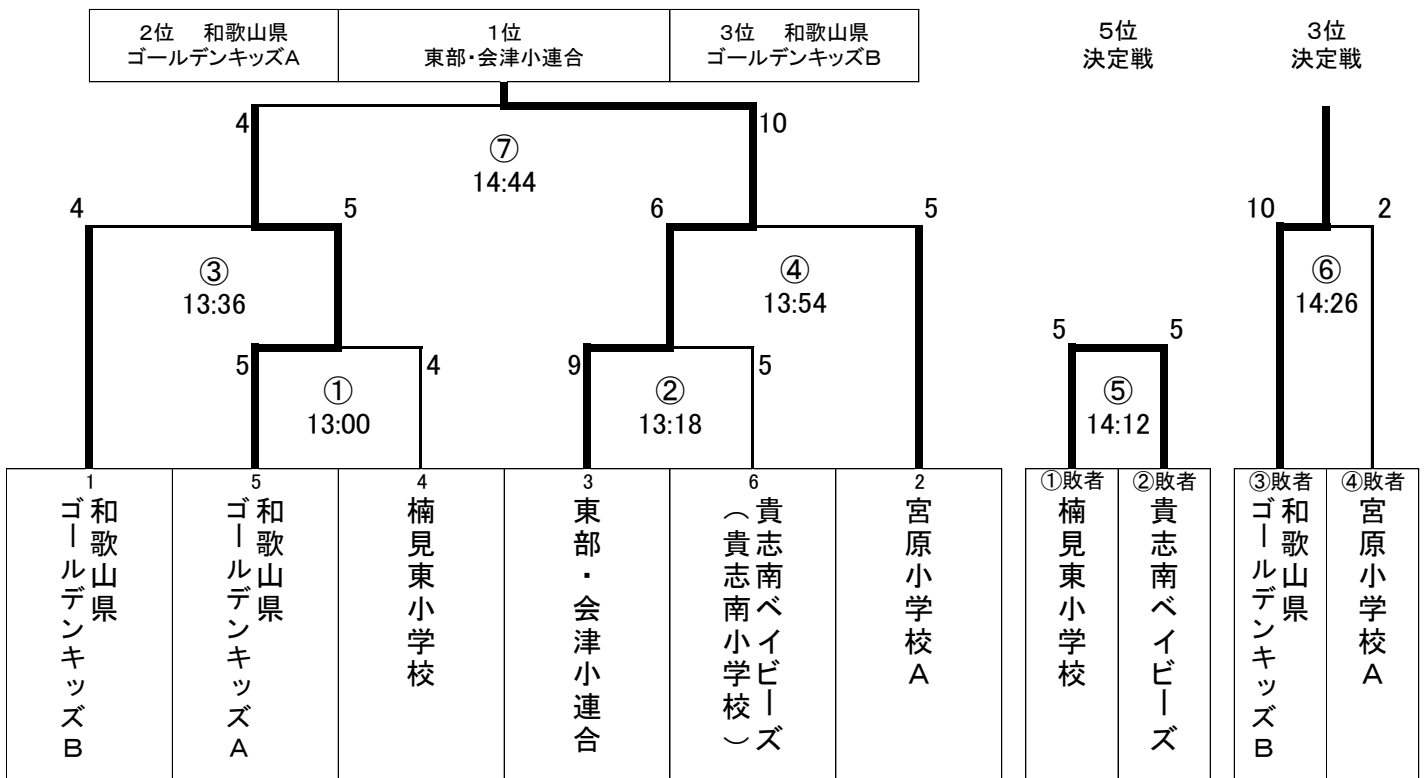 2位　和歌山県
ゴールデンキッズA
1位
東部・会津小連合
3位　和歌山県
ゴールデンキッズB
5位
決定戦
3位
決定戦
4
10
⑦
14:44
4
5
6
5
10
2
③
13:36
④
13:54
⑥
14:26
5
4
9
5
5
5
①
13:00
②
13:18
⑤
14:12
1
和歌山県
ゴールデンキッズB
5
和歌山県
ゴールデンキッズA
4
楠見東小学校
3
東部・会津小連合
6
貴志南ベイビーズ
（貴志南小学校）
2
宮原小学校A
①敗者
楠見東小学校
②敗者
貴志南ベイビーズ
③敗者
和歌山県
ゴールデンキッズB
④敗者
宮原小学校A